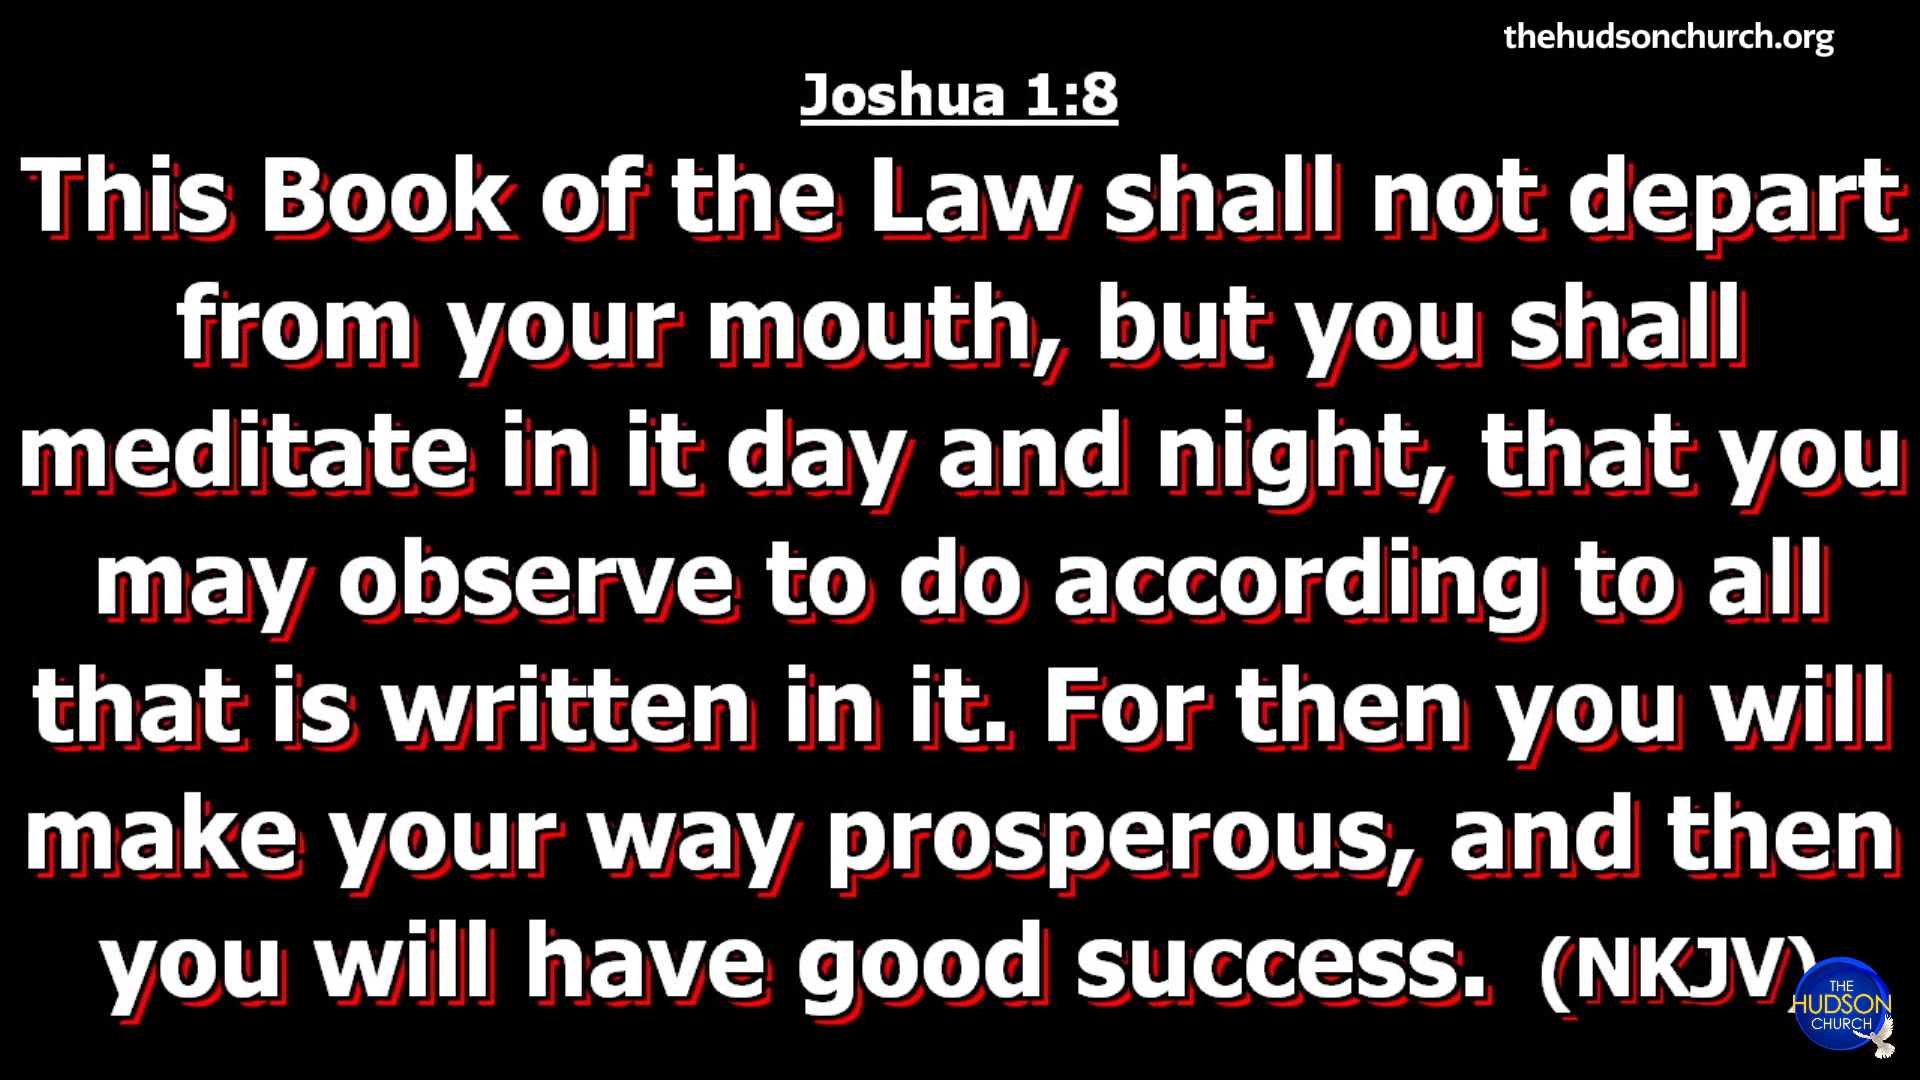 thehudsonchurch.org
Joshua 1:8
This Book of the Law shall not depart
from your mouth, but you shall
meditate in it day and night, that you
may observe to do according to all
that is written in it. For then you will
make your way prosperous, and then
you will have good success. (NKJV)
THE
HUDSON
CHURCH